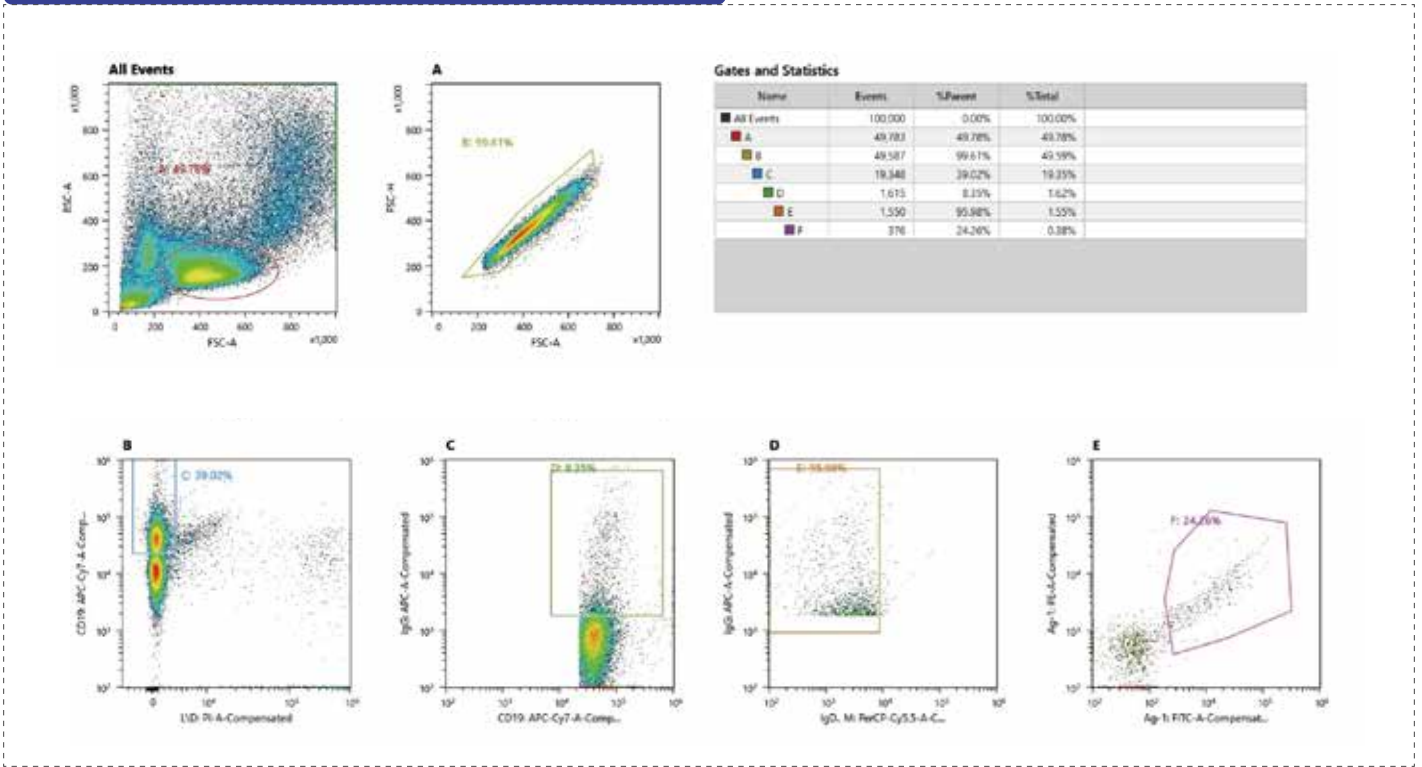 All Events
A
Gates and Statistics
Name Events %Parent %Total
All Events 100,000 0.00% 100.00%
A 49,783 49.78% 49.78%
B 49,587 99.61% 49.59%
C 19,348 39.02% 19.35%
D 1,615 8.35% 1.62%
E 1,550 95.98% 1.55%
F 376 24.26% 0.38%
x1,000
800
600
400
200
0
0 200 400 600 800
x1,000
FSC-A
A: 49.78%
x1,000
800
600
400
200
0
0 200 400 600 800
x1,000
FSC-A
B: 99.61%
B
C: 39.02%
CD19: APC-Cy7-A-Comp...
L\D: PI-A-Compensated
C
D: 8.35%
IgG: APC-A-Compensated
CD19: APC-Cy7-A-Comp...
D
E: 95.98%
IgG: APC-A-Compensated
IgD, M: PerCP-Cy5.5-A-C...
E
F: 24.26%
Ag-1: PE-A-Compensated
Ag-1: FITC-A-Compensat...